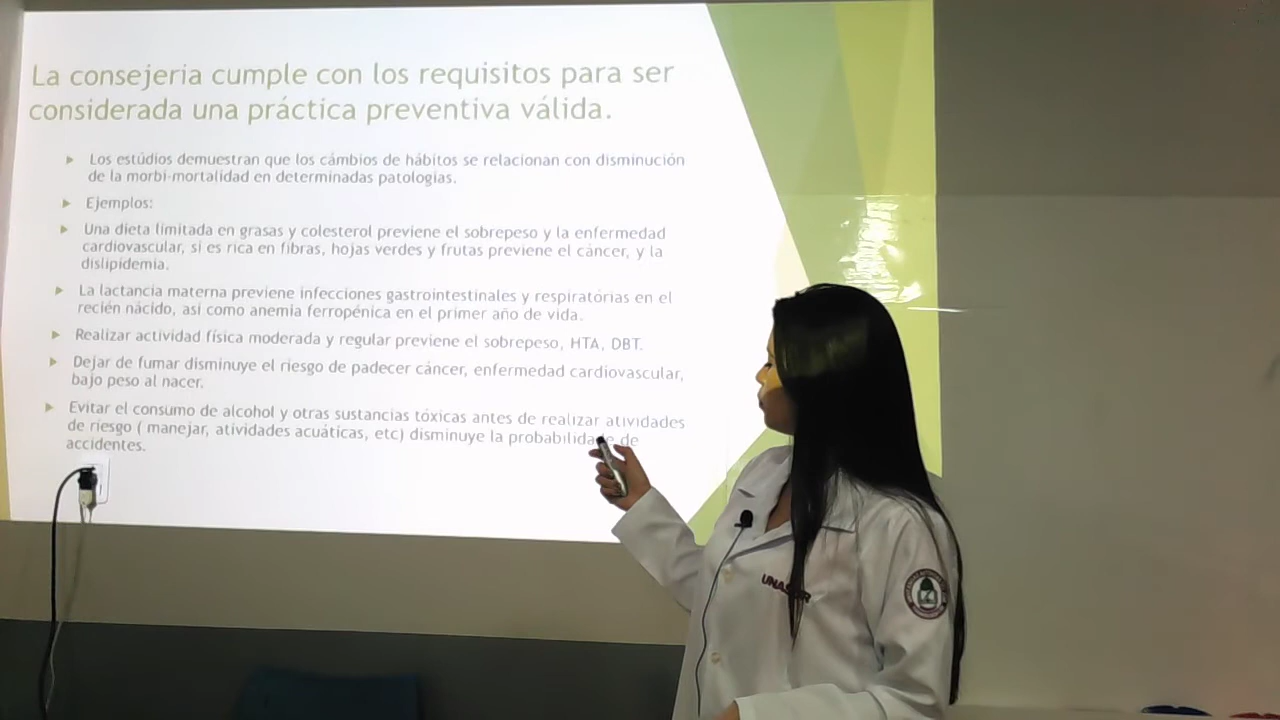 La consejeria cumple con los requisitos para ser
considerada una práctica preventiva válida.
Los estúdios demuestran que los cámbios de hábitos se relacionan con disminución
de la morbi-mortalidad en determinadas patologias.
Ejemplos:
Una dieta limitada en grasas y colesterol previene el sobrepeso y la enfermedad
cardiovascular, si es rica en fibras, hojas verdes y frutas previene el cáncer, y la
dislipidemia.
La lactancia materna previene infecciones gastrointestinales y respiratórias en el
recién nácido, asi como anemia ferropénica en el primer año de vida.
Realizar actividad física moderada y regular previene el sobrepeso, HTA, DBT.
Dejar de fumar disminuye el riesgo de padecer cáncer, enfermedad cardiovascular,
bajo peso al nacer.
Evitar el consumo de alcohol y otras sustancias tóxicas antes de realizar atividades
de riesgo ( manejar, atividades acuáticas, etc) disminuye la probabilidade de
accidentes.